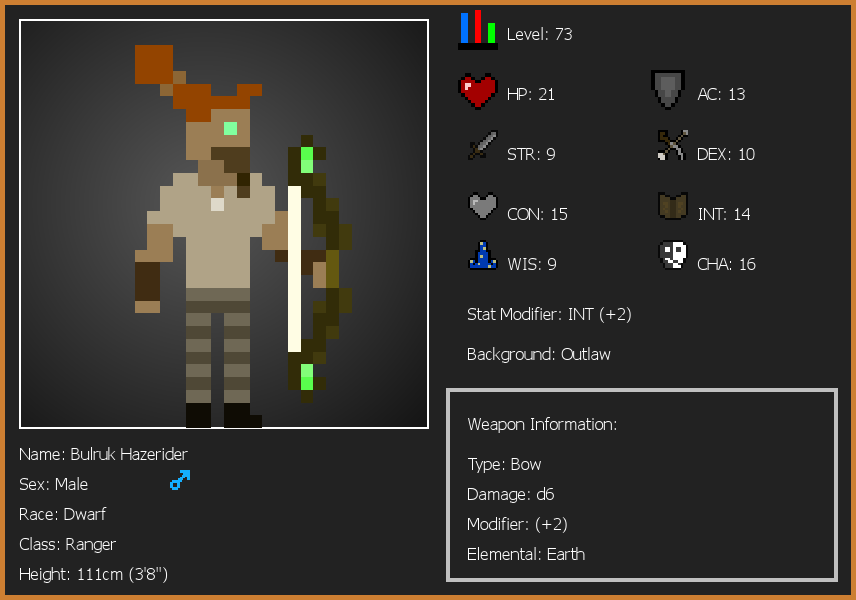 Level: 73
HP: 21
AC: 13
STR: 9
DEX: 10
CON: 15
INT: 14
WIS: 9
CHA: 16
Stat Modifier: INT (+2)
Background: Outlaw
Weapon Information:
Type: Bow
Damage: d6
Modifier: (+2)
Elemental: Earth
Name: Bulruk Hazerider
Sex: Male
Race: Dwarf
Class: Ranger
Height: 111cm (3'8")